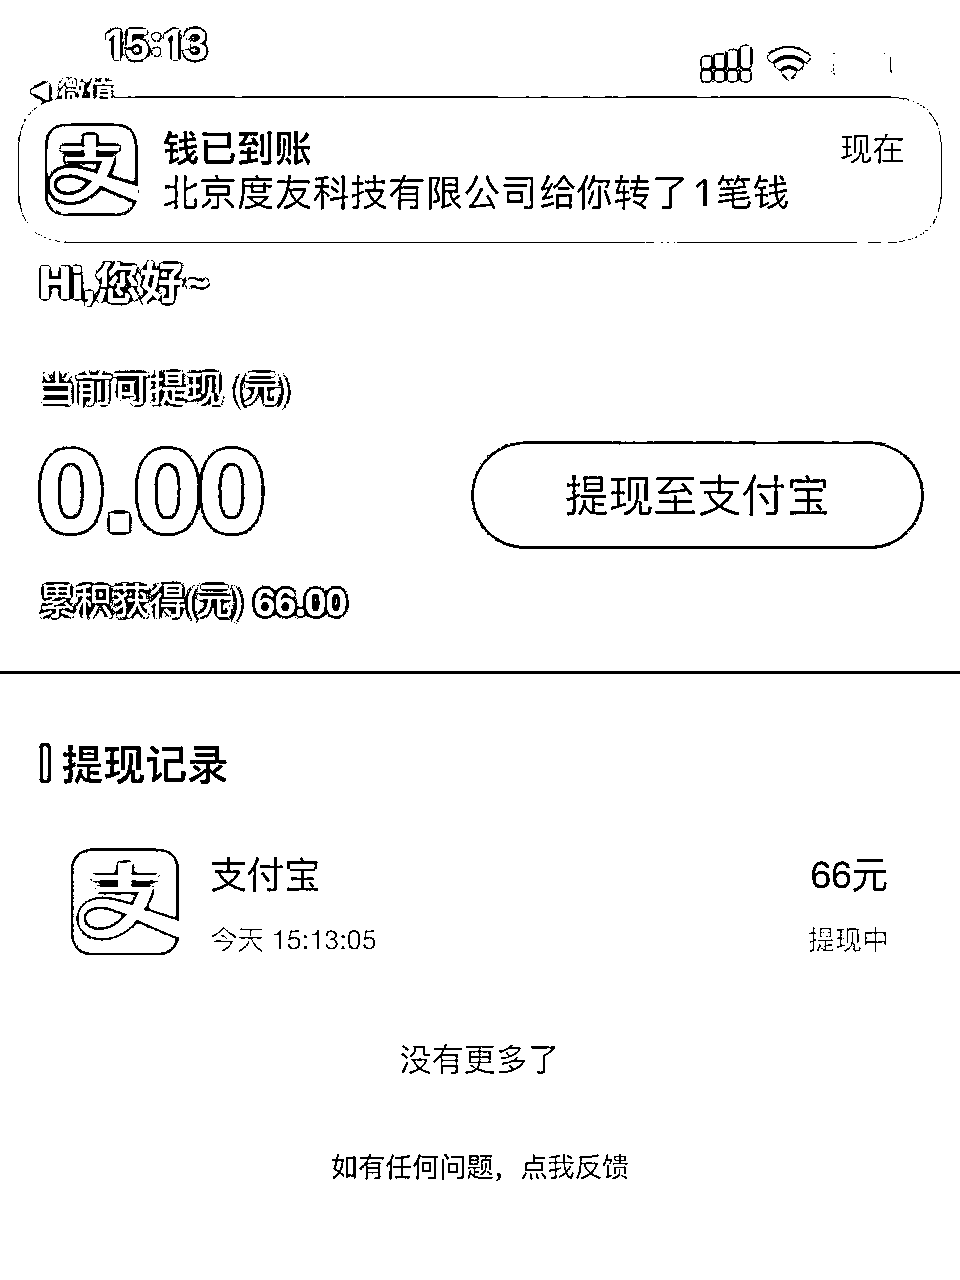 15:13
微信
钱已到账 现在
北京度友科技有限公司给你转了1笔钱
Hi,您好~
当前可提现 (元)
0.00
提现至支付宝
累积获得(元) 66.00
提现记录
支付宝 66元
今天 15:13:05 提现中
没有更多了
如有任何问题，点我反馈